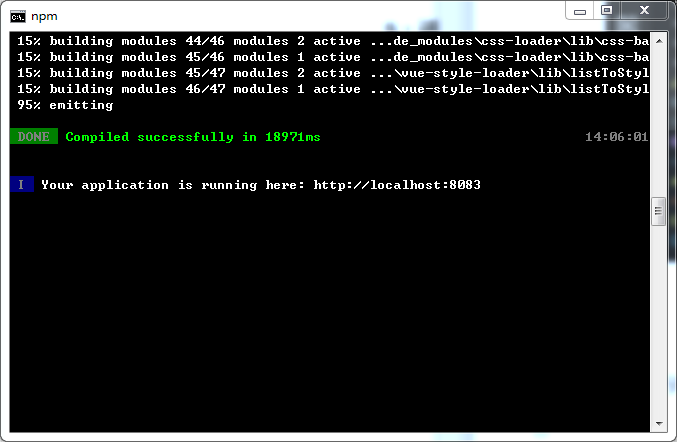 npm
15% building modules 44/46 modules 2 active ...de_modules\css-loader\lib\css-ba
15% building modules 45/46 modules 1 active ...de_modules\css-loader\lib\css-ba
15% building modules 45/47 modules 2 active ...\vue-style-loader\lib\listToStyl
15% building modules 46/47 modules 1 active ...\vue-style-loader\lib\listToStyl
95% emitting
DONE Compiled successfully in 18971ms 14:06:01
I Your application is running here: http://localhost:8083